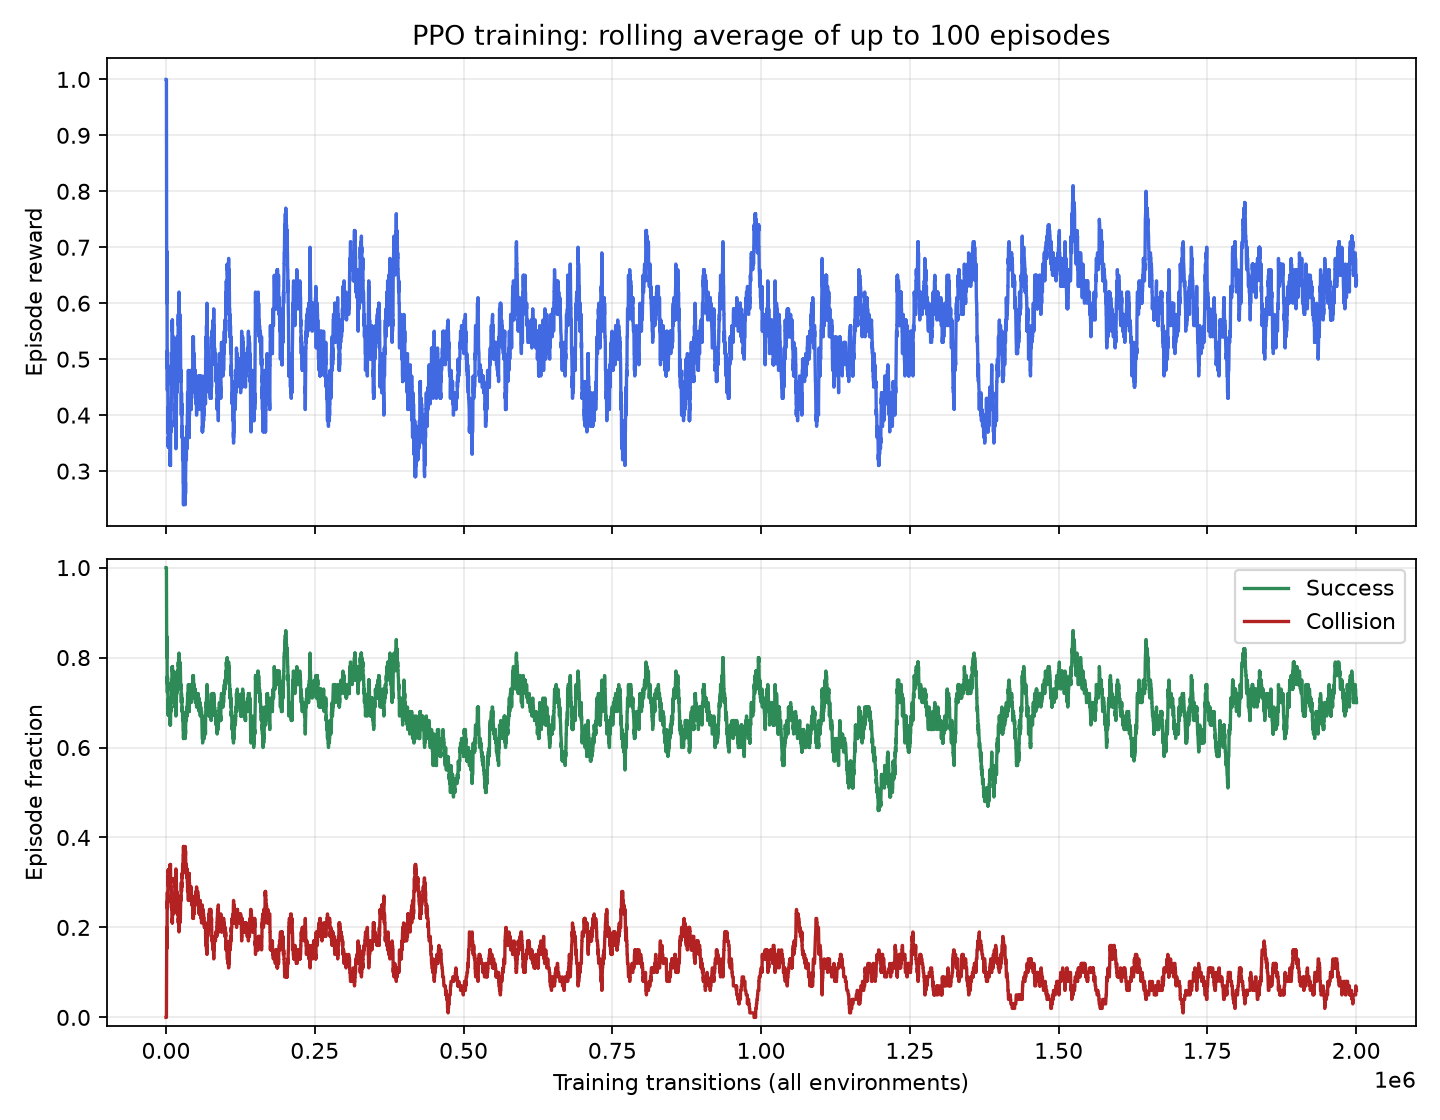 PPO training: rolling average of up to 100 episodes
Episode reward
1.0
0.9
0.8
0.7
0.6
0.5
0.4
0.3
Episode fraction
1.0
0.8
0.6
0.4
0.2
0.0
Success
Collision
0.00 0.25 0.50 0.75 1.00 1.25 1.50 1.75 2.00
Training transitions (all environments)
1e6